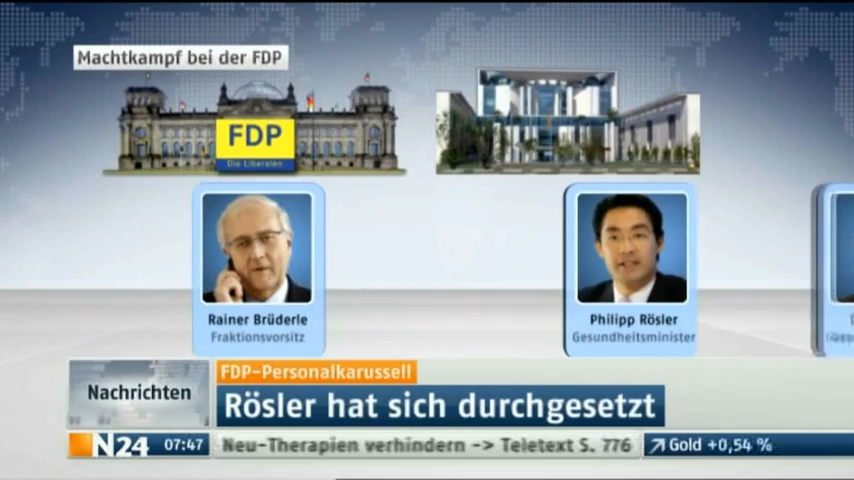 Machtkampf bei der FDP
FDP
Die Liberalen
Rainer Brüderle
Fraktionsvorsitz
Philipp Rösler
Gesundheitsminister
FDP-Personalkarussell
Nachrichten
Rösler hat sich durchgesetzt
N24
07:47
Neu-Therapien verhindern -> Teletext S. 776
Gold +0,54 %